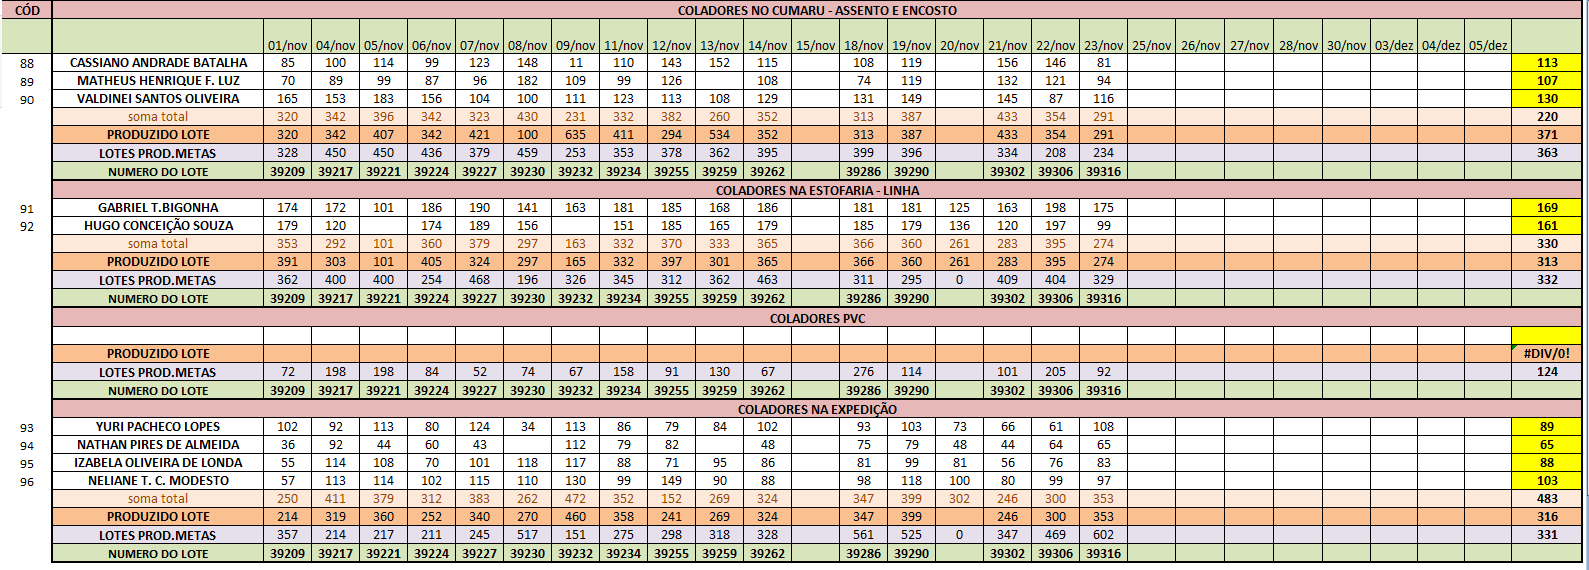 CÓD COLADORES NO CUMARU - ASSENTO E ENCOSTO
01/nov 04/nov 05/nov 06/nov 07/nov 08/nov 09/nov 11/nov 12/nov 13/nov 14/nov 15/nov 18/nov 19/nov 20/nov 21/nov 22/nov 23/nov 25/nov 26/nov 27/nov 28/nov 30/nov 03/dez 04/dez 05/dez
88 CASSIANO ANDRADE BATALHA 85 100 114 99 123 148 11 110 143 152 115 108 119 156 146 81 113
89 MATHEUS HENRIQUE F. LUZ 70 89 99 87 96 182 109 99 126 108 74 119 132 121 94 107
90 VALDINEI SANTOS OLIVEIRA 165 153 183 156 104 100 111 123 113 108 129 131 149 145 87 116 130
soma total 320 342 396 342 323 430 231 332 382 260 352 313 387 433 354 291 220
PRODUZIDO LOTE 320 342 407 342 421 100 635 411 294 534 352 313 387 433 354 291 371
LOTES PROD.METAS 328 450 450 436 379 459 253 353 378 362 395 399 396 334 208 234 363
NUMERO DO LOTE 39209 39217 39221 39224 39227 39230 39232 39234 39255 39259 39262 39286 39290 39302 39306 39316
COLADORES NA ESTOFARIA - LINHA
91 GABRIEL T.BIGONHA 174 172 101 186 190 141 163 181 185 168 186 181 181 125 163 198 175 169
92 HUGO CONCEIÇÃO SOUZA 179 120 174 189 156 151 185 165 179 185 179 136 120 197 99 161
soma total 353 292 101 360 379 297 163 332 370 333 365 366 360 261 283 395 274 330
PRODUZIDO LOTE 391 303 101 405 324 297 165 332 397 301 365 366 360 261 283 395 274 313
LOTES PROD.METAS 362 400 400 254 468 196 326 345 312 362 463 311 295 0 409 404 329 332
NUMERO DO LOTE 39209 39217 39221 39224 39227 39230 39232 39234 39255 39259 39262 39286 39290 39302 39306 39316
COLADORES PVC
PRODUZIDO LOTE #DIV/0!
LOTES PROD.METAS 72 198 198 84 52 74 67 158 91 130 67 276 114 101 205 92 124
NUMERO DO LOTE 39209 39217 39221 39224 39227 39230 39232 39234 39255 39259 39262 39286 39290 39302 39306 39316
COLADORES NA EXPEDIÇÃO
93 YURI PACHECO LOPES 102 92 113 80 124 34 113 86 79 84 102 93 103 73 66 61 108 89
94 NATHAN PIRES DE ALMEIDA 36 92 44 60 43 112 79 82 48 75 79 48 44 64 65 65
95 IZABELA OLIVEIRA DE LONDA 55 114 108 70 101 118 117 88 71 95 86 81 99 81 56 76 83 88
96 NELIANE T. C. MODESTO 57 113 114 102 115 110 130 99 149 90 88 98 118 100 80 99 97 103
soma total 250 411 379 312 383 262 472 352 152 269 324 347 399 302 246 300 353 483
PRODUZIDO LOTE 214 319 360 252 340 270 460 358 241 269 324 347 399 246 300 353 316
LOTES PROD.METAS 357 214 217 211 245 517 151 275 298 318 328 561 525 0 347 469 602 331
NUMERO DO LOTE 39209 39217 39221 39224 39227 39230 39232 39234 39255 39259 39262 39286 39290 39302 39306 39316